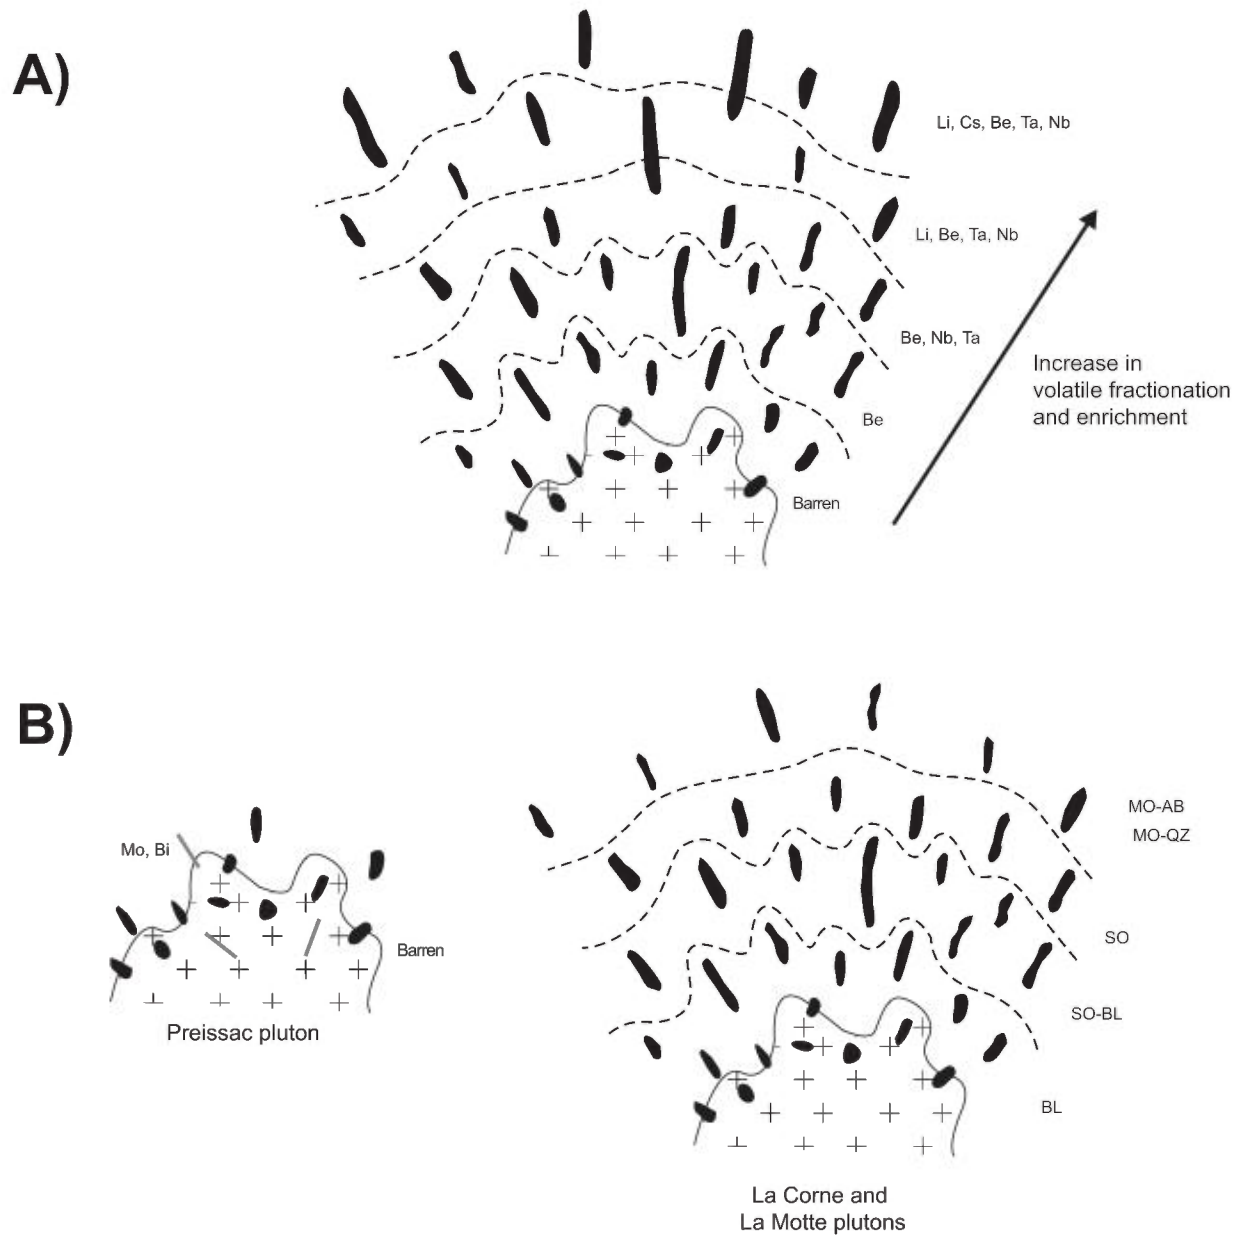 A)
Li, Cs, Be, Ta, Nb
Li, Be, Ta, Nb
Be, Nb, Ta
Increase in
volatile fractionation
and enrichment
Be
Barren
B)
Mo, Bi
Barren
Preissac pluton
MO-AB
MO-QZ
SO
SO-BL
BL
La Corne and
La Motte plutons